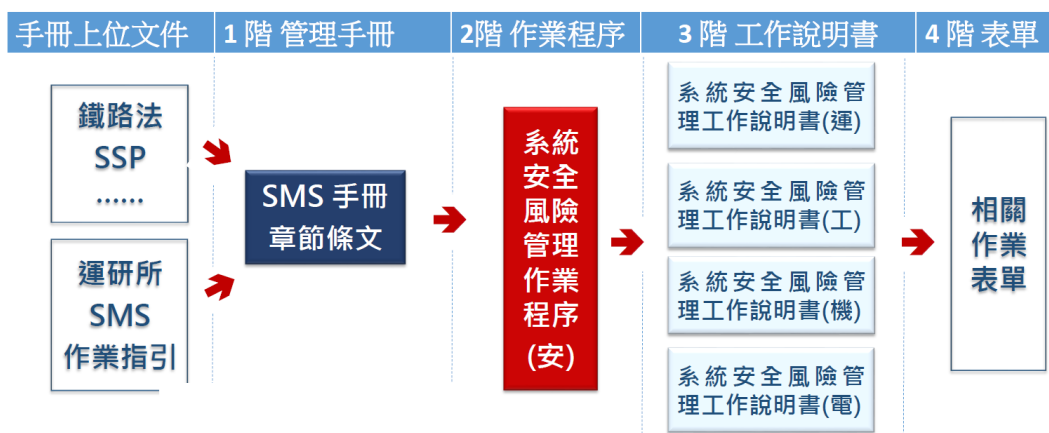 手冊上位文件
1 階 管理手冊
2階 作業程序
3 階 工作說明書
4 階 表單
鐵路法
SSP
......
運研所
SMS
作業指引
SMS 手冊
章節條文
系統
安全
風險
管理
作業
程序
(安)
系統安全風險管
理工作說明書(運)
系統安全風險管
理工作說明書(工)
系統安全風險管
理工作說明書(機)
系統安全風險管
理工作說明書(電)
相關
作業
表單